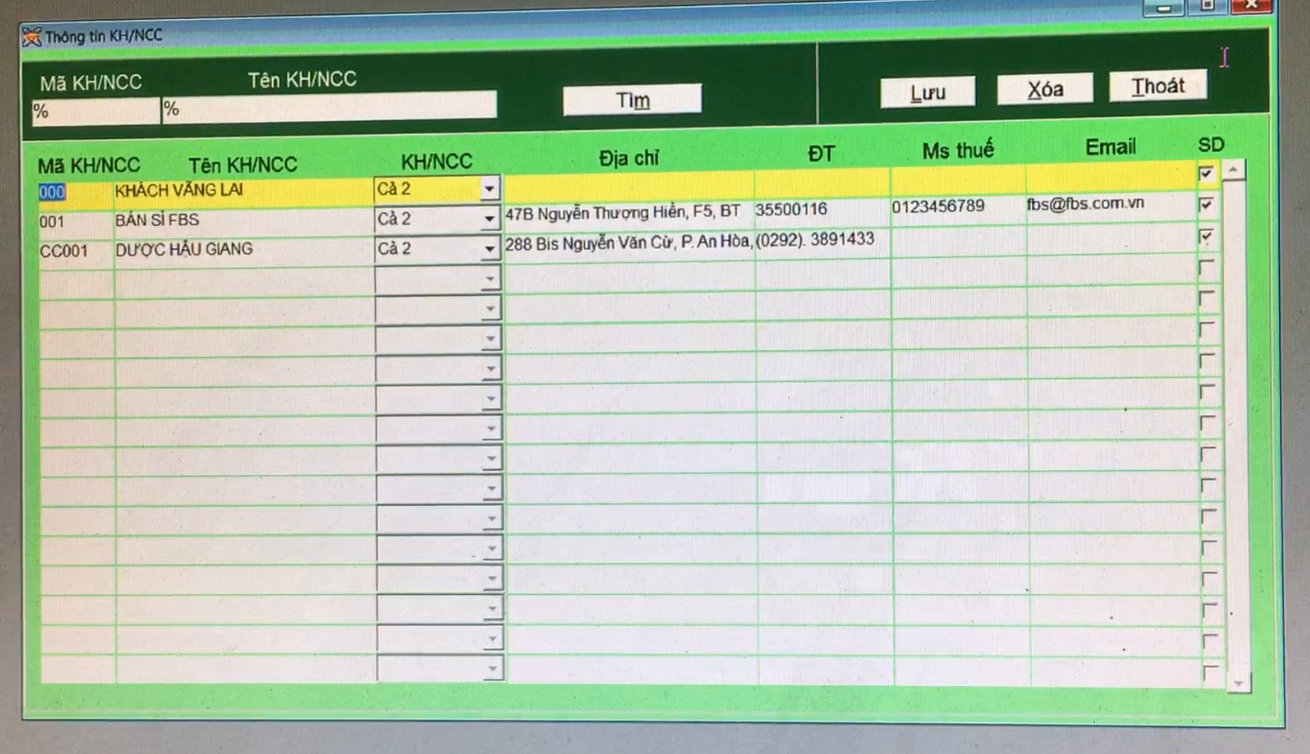 Thông tin KH/NCC
Mã KH/NCC Tên KH/NCC
% % Tìm Lưu Xóa Thoát
Mã KH/NCC Tên KH/NCC KH/NCC Địa chỉ ĐT Ms thuế Email SD
000 KHÁCH VÃNG LAI Cả 2
001 BÁN SỈ FBS Cả 2 47B Nguyễn Thượng Hiền, F5, BT 35500116 0123456789 fbs@fbs.com.vn
CC001 DƯỢC HẬU GIANG Cả 2 288 Bis Nguyễn Văn Cừ, P. An Hòa, (0292). 3891433